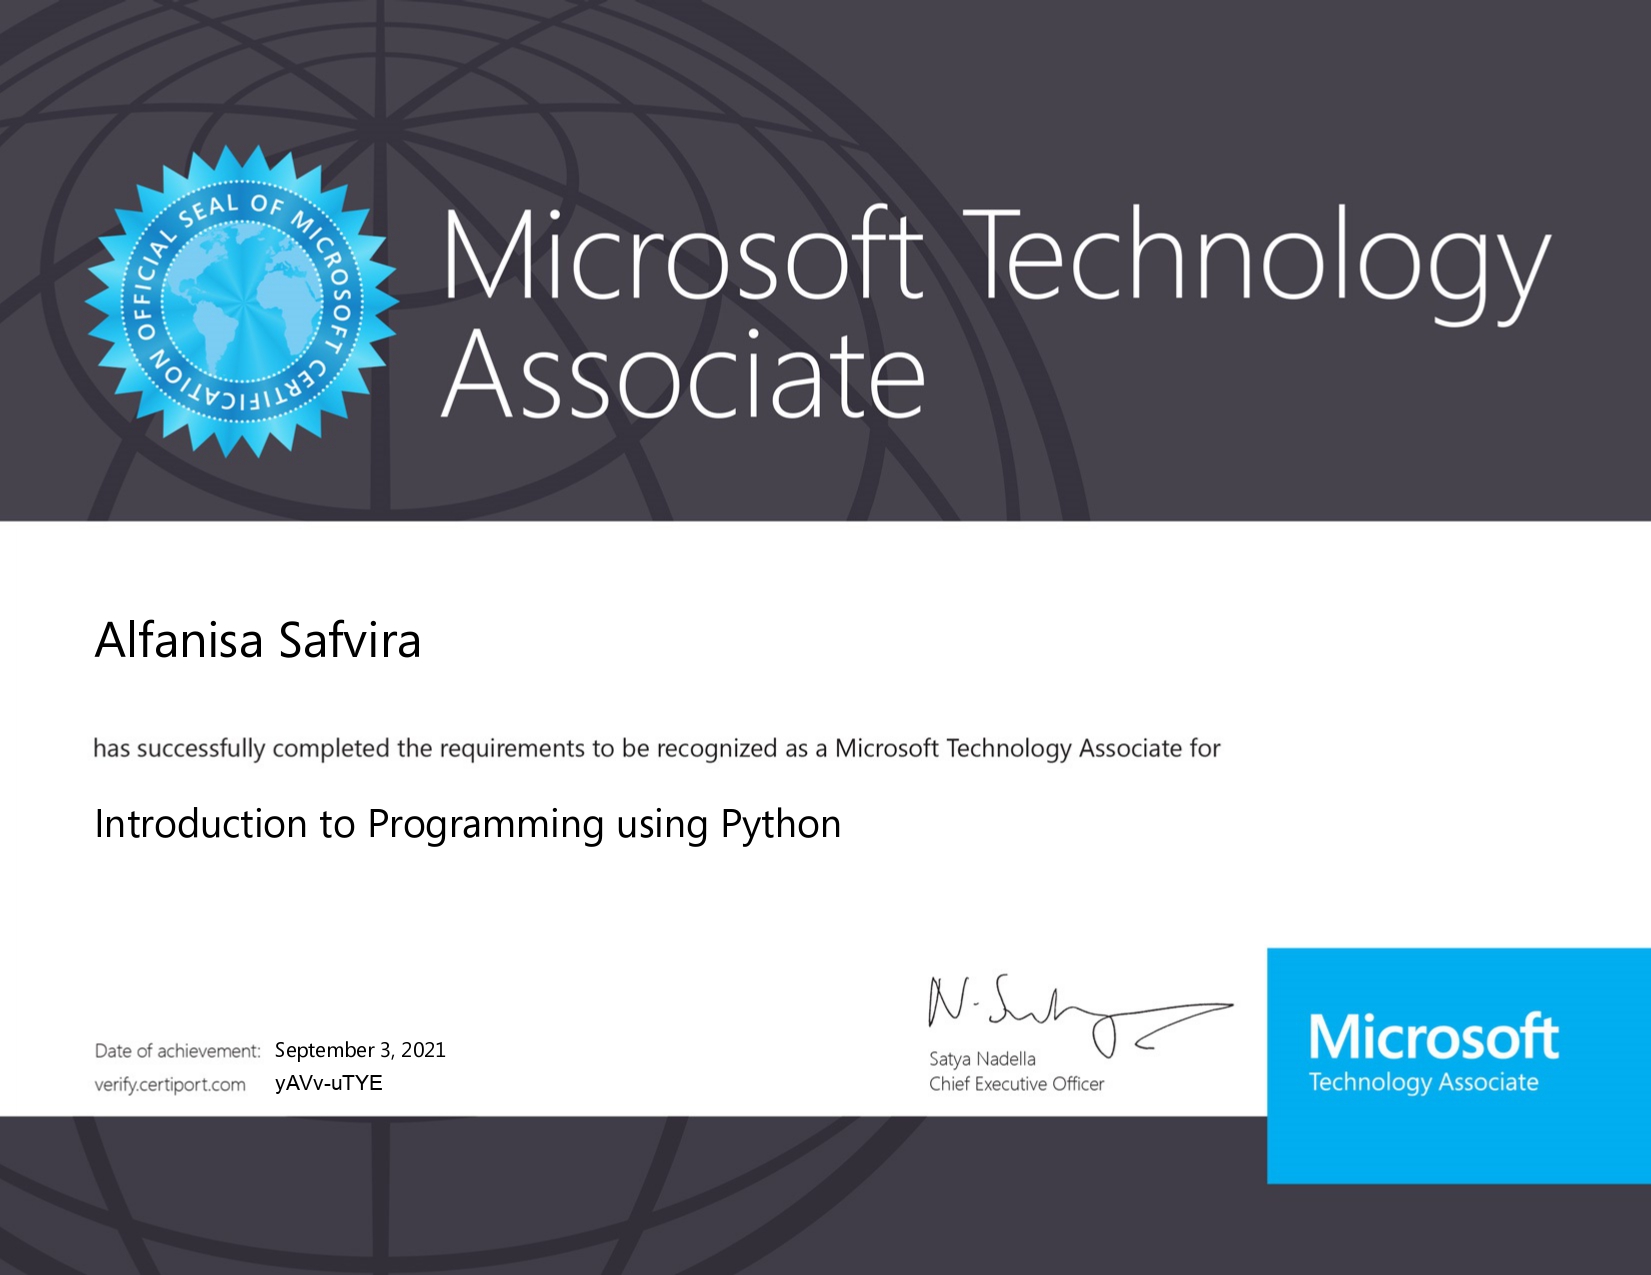 OFFICIAL SEAL OF MICROSOFT CERTIFICATION
Microsoft Technology
Associate
Alfanisa Safvira
has successfully completed the requirements to be recognized as a Microsoft Technology Associate for
Introduction to Programming using Python
Date of achievement: September 3, 2021
verify.certiport.com yAVv-uTYE
Satya Nadella
Chief Executive Officer
Microsoft
Technology Associate